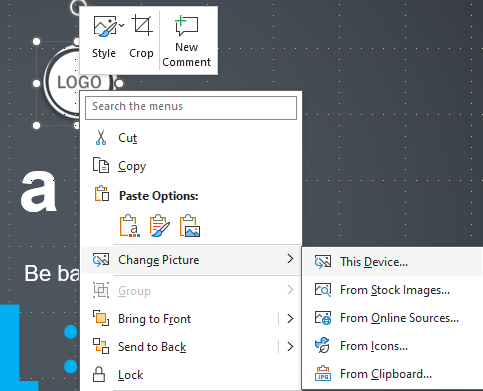 Style
Crop
New
Comment
LOGO
Search the menus
Cut
Copy
Paste Options:
a
JPG
a
Change Picture
Group
Bring to Front
Send to Back
Lock
This Device...
From Stock Images...
From Online Sources...
From Icons...
From Clipboard...
Be ba